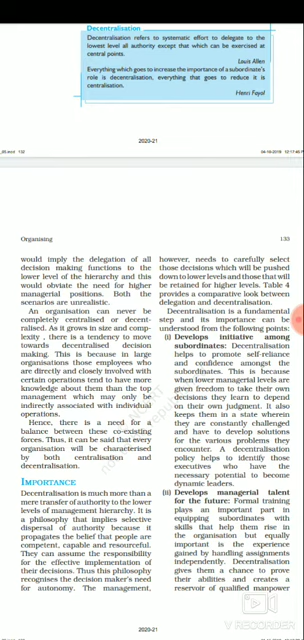 Decentralisation
Decentralisation refers to systematic effort to delegate to the
lowest level all authority except that which can be exercised at
central points.
Louis Allen
Everything which goes to increase the importance of a subordinate's
role is decentralisation, everything that goes to reduce it is
centralisation.
Henri Fayol
2020-21
_05.indd 132
04-14-2019 12:17:45 PM
Organising
133
would imply the delegation of all
decision making functions to the
lower level of the hierarchy and this
would obviate the need for higher
managerial positions. Both the
scenarios are unrealistic.
An organisation can never be
completely centralised or decent-
ralised. As it grows in size and com-
plexity , there is a tendency to move
towards decentralised decision
making. This is because in large
organisations those employees who
are directly and closely involved with
certain operations tend to have more
knowledge about them than the top
management which may only be
indirectly associated with individual
operations.
Hence, there is a need for a
balance between these co-existing
forces. Thus, it can be said that every
organisation will be characterised
by both centralisation and
decentralisation.
IMPORTANCE
Decentralisation is much more than a
mere transfer of authority to the lower
levels of management hierarchy. It is
a philosophy that implies selective
dispersal of authority because it
propagates the belief that people are
competent, capable and resourceful.
They can assume the responsibility
for the effective implementation of
their decisions. Thus this philosophy
recognises the decision maker's need
for autonomy. The management,
however, needs to carefully select
those decisions which will be pushed
down to lower levels and those that will
be retained for higher levels. Table 4
provides a comparative look between
delegation and decentralisation.
Decentralisation is a fundamental
step and its importance can be
understood from the following points:
(i) Develops initiative among
subordinates: Decentralisation
helps to promote self-reliance
and confidence amongst the
subordinates. This is because
when lower managerial levels are
given freedom to take their own
decisions they learn to depend
on their own judgment. It also
keeps them in a state wherein
they are constantly challenged
and have to develop solutions
for the various problems they
encounter. A decentralisation
policy helps to identify those
executives who have the
necessary potential to become
dynamic leaders.
(ii) Develops managerial talent
for the future: Formal training
plays an important part in
equipping subordinates with
skills that help them rise in
the organisation but equally
important is the experience
gained by handling assignments
independently. Decentralisation
gives them a chance to prove
their abilities and creates a
reservoir of qualified manpower
2020-21
V RECORDER